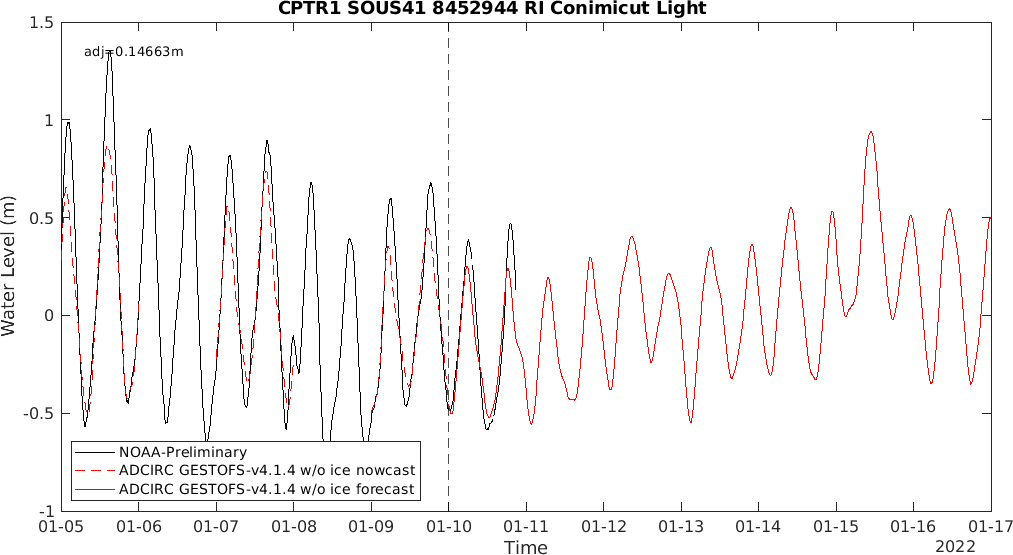 CPTR1 SOUS41 8452944 RI Conimicut Light
adj=0.14663m
1.5
1
0.5
0
-0.5
-1
Water Level (m)
NOAA-Preliminary
ADCIRC GESTOFS-v4.1.4 w/o ice nowcast
ADCIRC GESTOFS-v4.1.4 w/o ice forecast
01-05 01-06 01-07 01-08 01-09 01-10 01-11 01-12 01-13 01-14 01-15 01-16 01-17
Time
2022